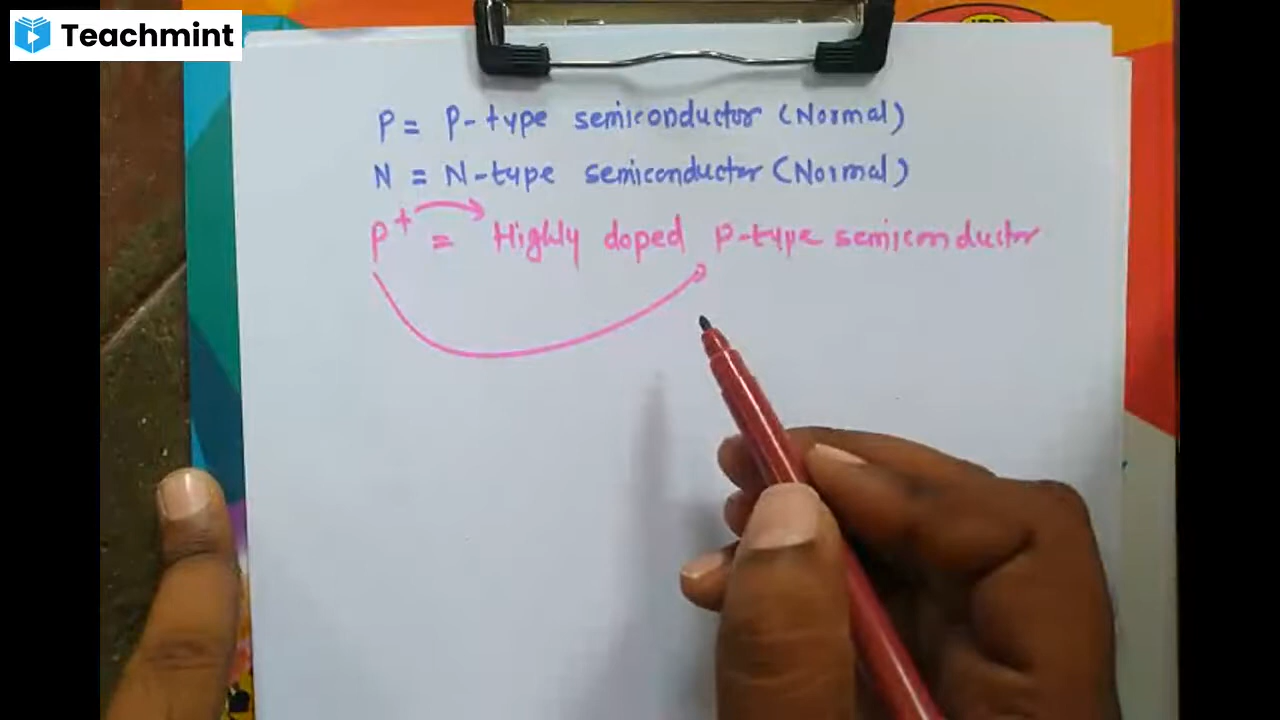 Teachmint
P = P-type semiconductor (Normal)
N = N-type semiconductor (Normal)
P+ = Highly doped P-type semiconductor